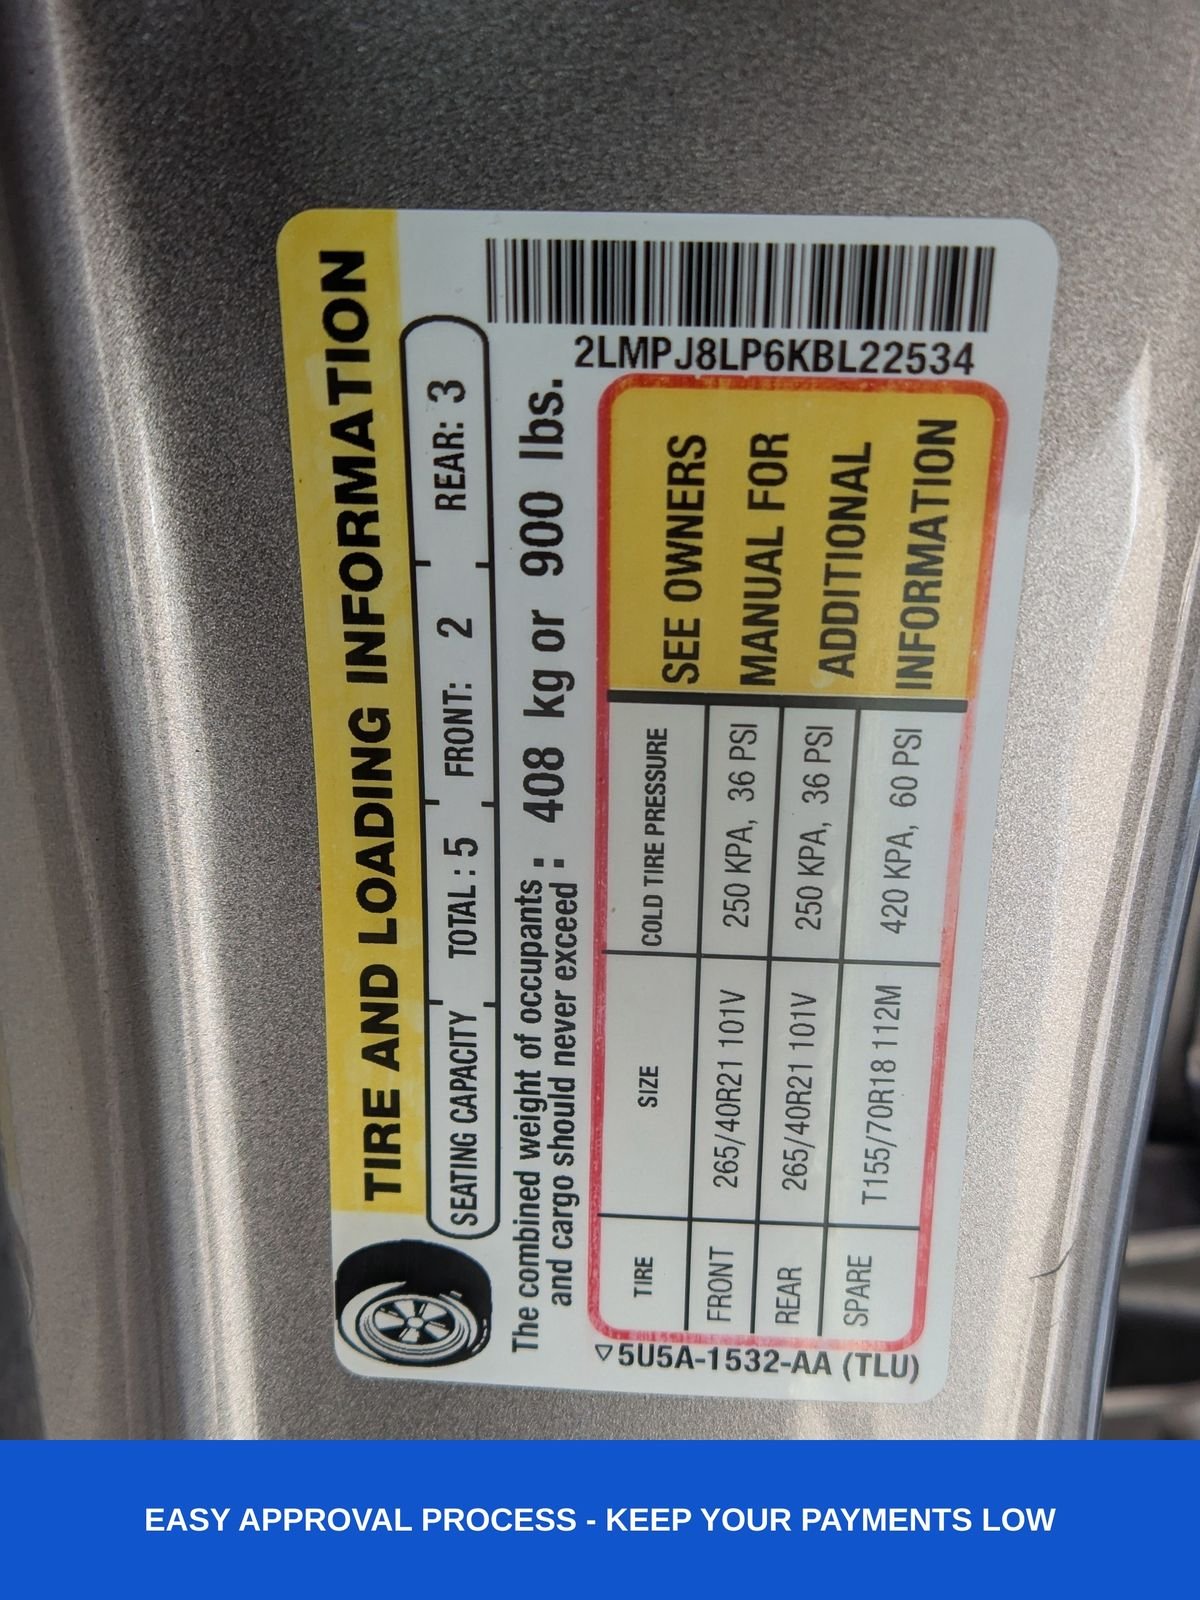 TIRE AND LOADING INFORMATION
SEATING CAPACITY TOTAL : 5 FRONT: 2 REAR: 3
The combined weight of occupants
and cargo should never exceed : 408 kg or 900 lbs.
2LMPJ8LP6KBL22534
TIRE SIZE COLD TIRE PRESSURE
FRONT 265/40R21 101V 250 KPA, 36 PSI
REAR 265/40R21 101V 250 KPA, 36 PSI
SPARE T155/70R18 112M 420 KPA, 60 PSI
SEE OWNERS
MANUAL FOR
ADDITIONAL
INFORMATION
5U5A-1532-AA (TLU)
EASY APPROVAL PROCESS - KEEP YOUR PAYMENTS LOW